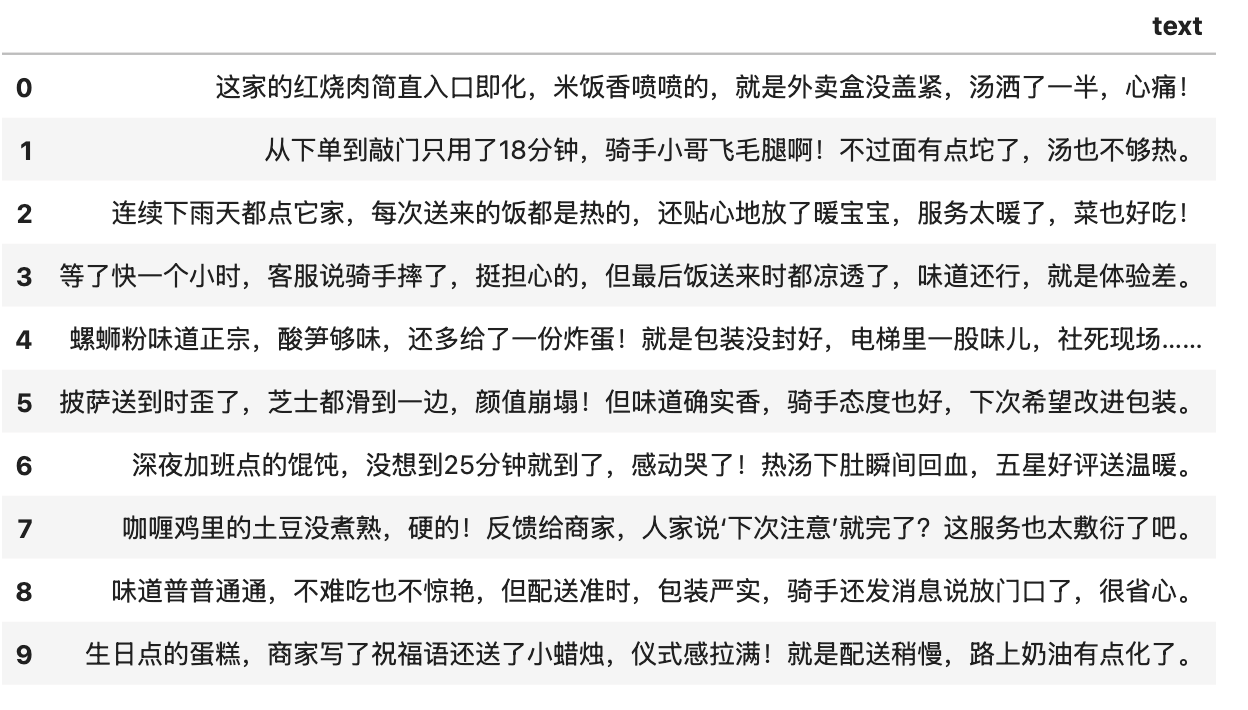 text
0 这家的红烧肉简直入口即化，米饭香喷喷的，就是外卖盒没盖紧，汤洒了一半，心痛！
1 从下单到敲门只用了18分钟，骑手小哥飞毛腿啊！不过面有点坨了，汤也不够热。
2 连续下雨天都点它家，每次送来的饭都是热的，还贴心地放了暖宝宝，服务太暖了，菜也好吃！
3 等了快一个小时，客服说骑手摔了，挺担心的，但最后饭送来时都凉透了，味道还行，就是体验差。
4 螺蛳粉味道正宗，酸笋够味，还多给了一份炸蛋！就是包装没封好，电梯里一股味儿，社死现场……
5 披萨送到时歪了，芝士都滑到一边，颜值崩塌！但味道确实香，骑手态度也好，下次希望改进包装。
6 深夜加班点的馄饨，没想到25分钟就到了，感动哭了！热汤下肚瞬间回血，五星好评送温暖。
7 咖喱鸡里的土豆没煮熟，硬的！反馈给商家，人家说‘下次注意’就完了？这服务也太敷衍了吧。
8 味道普普通通，不难吃也不惊艳，但配送准时，包装严实，骑手还发消息说放门口了，很省心。
9 生日点的蛋糕，商家写了祝福语还送了小蜡烛，仪式感拉满！就是配送稍慢，路上奶油有点化了。